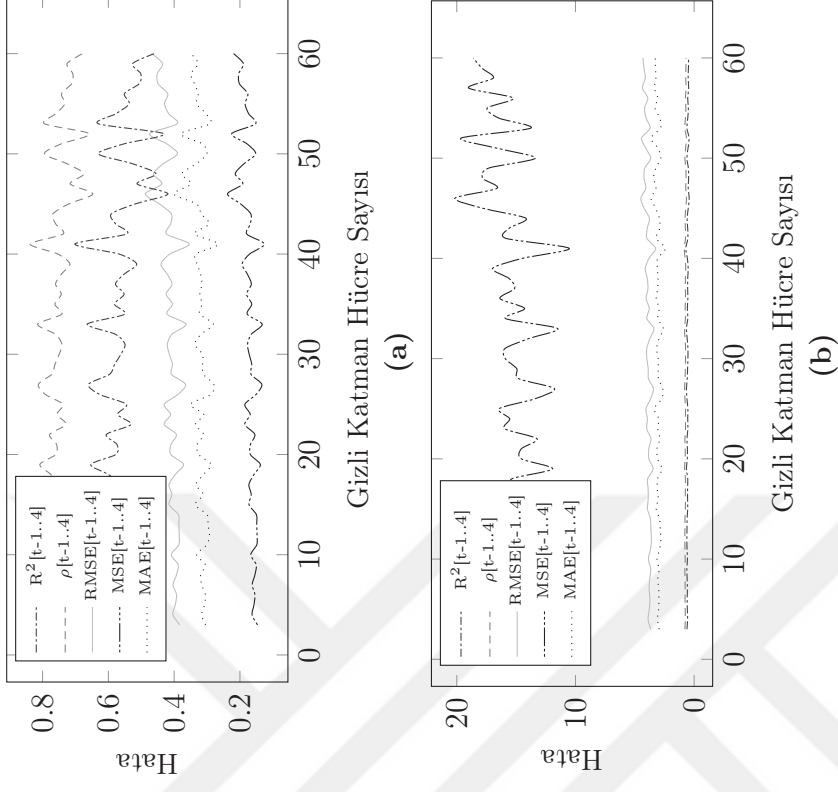 R²[t-1..4]
ρ[t-1..4]
RMSE[t-1..4]
MSE[t-1..4]
MAE[t-1..4]
0.8
0.6
0.4
0.2
Hata
0 10 20 30 40 50 60
Gizli Katman Hücre Sayısı
(a)
R²[t-1..4]
ρ[t-1..4]
RMSE[t-1..4]
MSE[t-1..4]
MAE[t-1..4]
20
10
0
Hata
0 10 20 30 40 50 60
Gizli Katman Hücre Sayısı
(b)